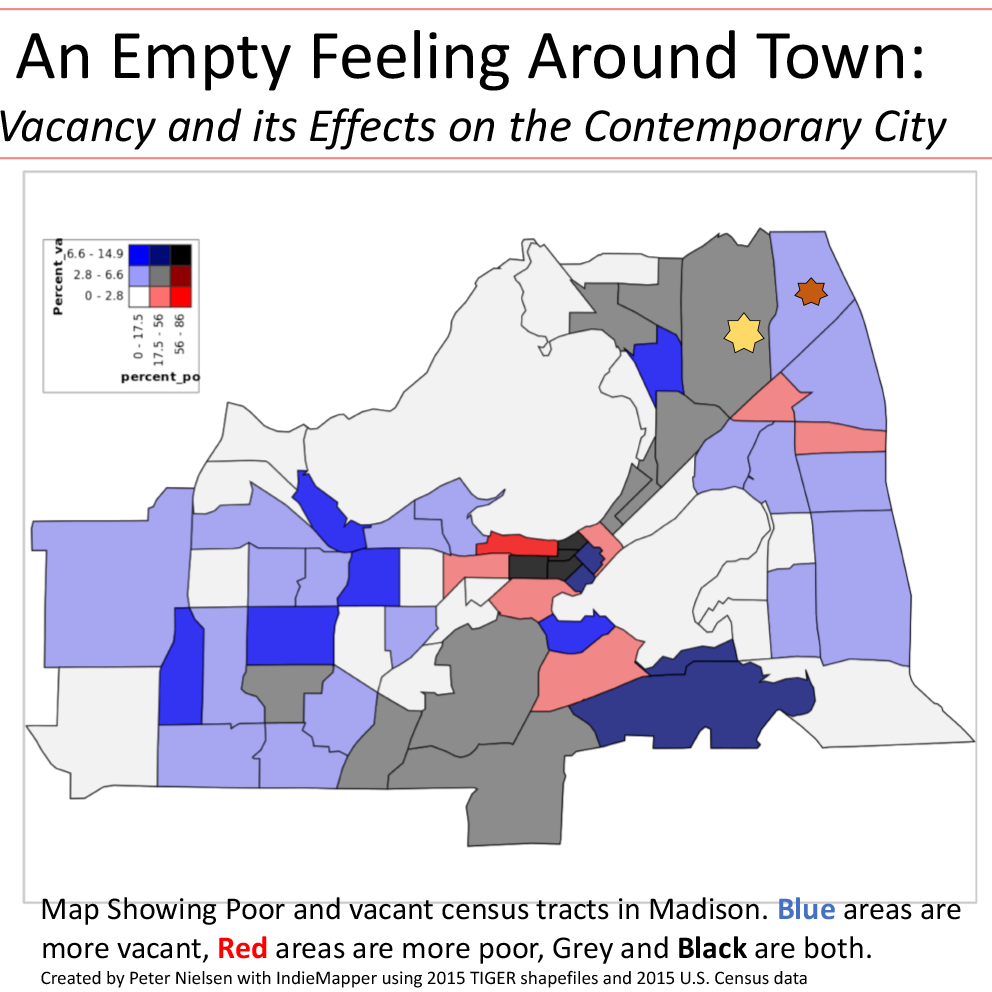 An Empty Feeling Around Town:
Vacancy and its Effects on the Contemporary City
Percent_va
6.6 - 14.9
2.8 - 6.6
0 - 2.8
0 - 17.5
17.5 - 56
56 - 86
percent_po
Map Showing Poor and vacant census tracts in Madison. Blue areas are
more vacant, Red areas are more poor, Grey and Black are both.
Created by Peter Nielsen with IndieMapper using 2015 TIGER shapefiles and 2015 U.S. Census data